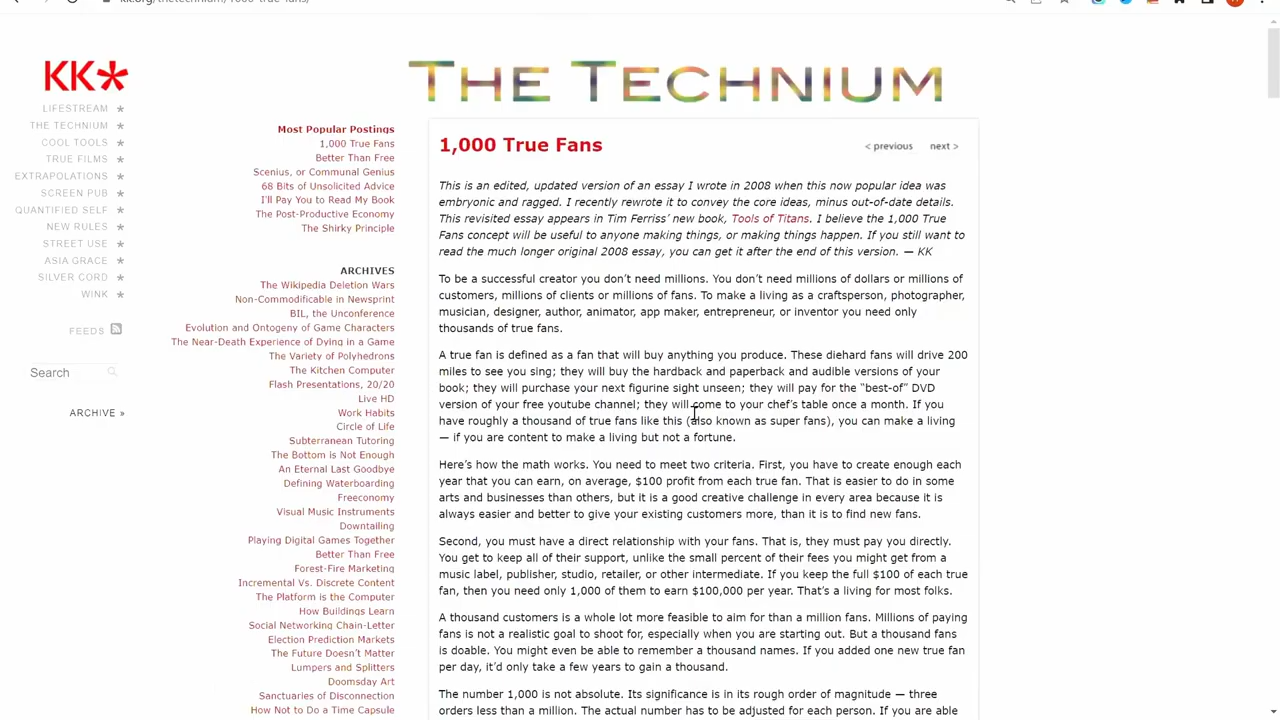 kk.org/thetechnium/1000-true-fans/
KK*
LIFESTREAM *
THE TECHNIUM *
COOL TOOLS *
TRUE FILMS *
EXTRAPOLATIONS *
SCREEN PUB *
QUANTIFIED SELF *
NEW RULES *
STREET USE *
ASIA GRACE *
SILVER CORD *
WINK *
FEEDS
Search
ARCHIVE »
THE TECHNIUM
Most Popular Postings
1,000 True Fans
Better Than Free
Scenius, or Communal Genius
68 Bits of Unsolicited Advice
I'll Pay You to Read My Book
The Post-Productive Economy
The Shirky Principle
ARCHIVES
The Wikipedia Deletion Wars
Non-Commodificable in Newsprint
BIL, the Unconference
Evolution and Ontogeny of Game Characters
The Near-Death Experience of Dying in a Game
The Variety of Polyhedrons
The Kitchen Computer
Flash Presentations, 20/20
Live HD
Work Habits
Circle of Life
Subterranean Tutoring
The Bottom is Not Enough
An Eternal Last Goodbye
Defining Waterboarding
Freeconomy
Visual Music Instruments
Downtailing
Playing Digital Games Together
Better Than Free
Forest-Fire Marketing
Incremental Vs. Discrete Content
The Platform is the Computer
How Buildings Learn
Social Networking Chain-Letter
Election Prediction Markets
The Future Doesn't Matter
Lumpers and Splitters
Doomsday Art
Sanctuaries of Disconnection
How Not to Do a Time Capsule
1,000 True Fans
< previous next >
This is an edited, updated version of an essay I wrote in 2008 when this now popular idea was
embryonic and ragged. I recently rewrote it to convey the core ideas, minus out-of-date details.
This revisited essay appears in Tim Ferriss' new book, Tools of Titans. I believe the 1,000 True
Fans concept will be useful to anyone making things, or making things happen. If you still want to
read the much longer original 2008 essay, you can get it after the end of this version. — KK
To be a successful creator you don't need millions. You don't need millions of dollars or millions of
customers, millions of clients or millions of fans. To make a living as a craftsperson, photographer,
musician, designer, author, animator, app maker, entrepreneur, or inventor you need only
thousands of true fans.
A true fan is defined as a fan that will buy anything you produce. These diehard fans will drive 200
miles to see you sing; they will buy the hardback and paperback and audible versions of your
book; they will purchase your next figurine sight unseen; they will pay for the “best-of” DVD
version of your free youtube channel; they will come to your chef's table once a month. If you
have roughly a thousand of true fans like this (also known as super fans), you can make a living
— if you are content to make a living but not a fortune.
Here's how the math works. You need to meet two criteria. First, you have to create enough each
year that you can earn, on average, $100 profit from each true fan. That is easier to do in some
arts and businesses than others, but it is a good creative challenge in every area because it is
always easier and better to give your existing customers more, than it is to find new fans.
Second, you must have a direct relationship with your fans. That is, they must pay you directly.
You get to keep all of their support, unlike the small percent of their fees you might get from a
music label, publisher, studio, retailer, or other intermediate. If you keep the full $100 of each true
fan, then you need only 1,000 of them to earn $100,000 per year. That's a living for most folks.
A thousand customers is a whole lot more feasible to aim for than a million fans. Millions of paying
fans is not a realistic goal to shoot for, especially when you are starting out. But a thousand fans
is doable. You might even be able to remember a thousand names. If you added one new true fan
per day, it'd only take a few years to gain a thousand.
The number 1,000 is not absolute. Its significance is in its rough order of magnitude — three
orders less than a million. The actual number has to be adjusted for each person. If you are able